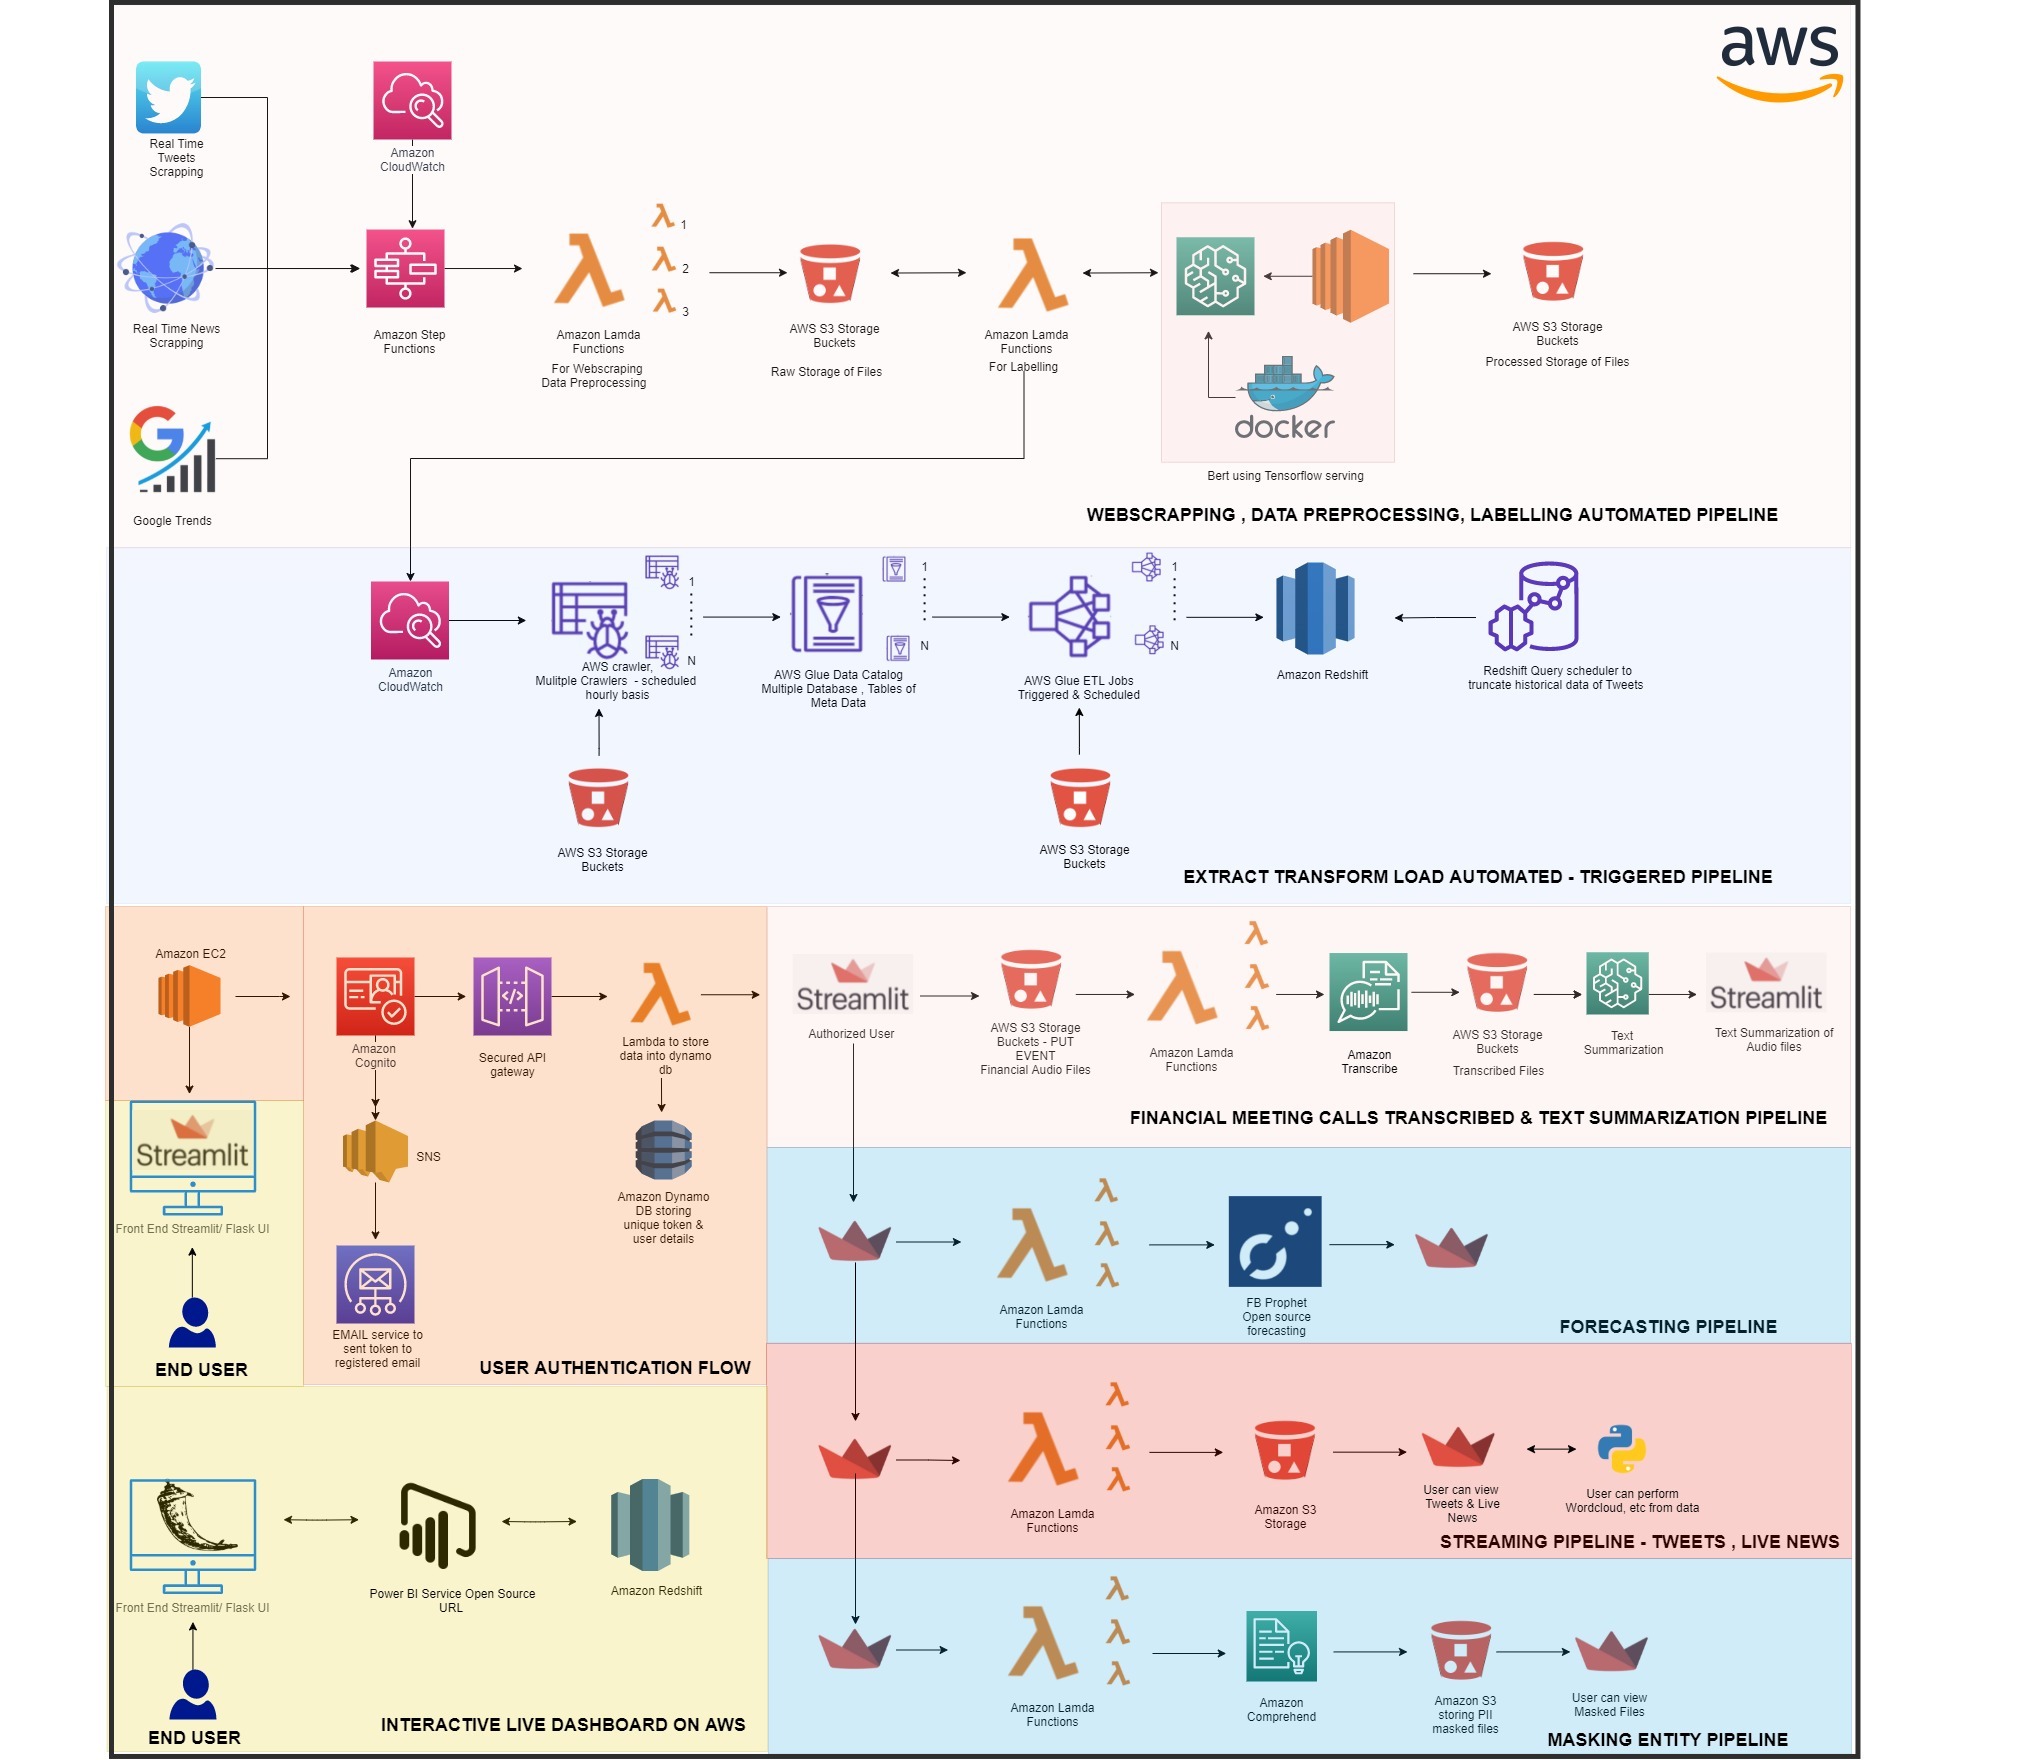 aws
Real Time
Tweets
Scrapping
Amazon
CloudWatch
1
2
3
Real Time News
Scrapping
Amazon Step
Functions
Amazon Lamda
Functions
For Webscraping
Data Preprocessing
AWS S3 Storage
Buckets
Raw Storage of Files
Amazon Lamda
Functions
For Labelling
docker
Bert using Tensorflow serving
AWS S3 Storage
Buckets
Processed Storage of Files
Google Trends
WEBSCRAPPING , DATA PREPROCESSING, LABELLING AUTOMATED PIPELINE
Amazon
CloudWatch
1
N
AWS crawler,
Mulitple Crawlers - scheduled
hourly basis
1
N
AWS Glue Data Catalog
Multiple Database , Tables of
Meta Data
1
N
AWS Glue ETL Jobs
Triggered & Scheduled
Amazon Redshift
Redshift Query scheduler to
truncate historical data of Tweets
AWS S3 Storage
Buckets
AWS S3 Storage
Buckets
EXTRACT TRANSFORM LOAD AUTOMATED - TRIGGERED PIPELINE
Amazon EC2
Streamlit
Front End Streamlit/ Flask UI
END USER
Amazon
Cognito
Secured API
gateway
Lambda to store
data into dynamo
db
SNS
Amazon Dynamo
DB storing
unique token &
user details
EMAIL service to
sent token to
registered email
USER AUTHENTICATION FLOW
Streamlit
Authorized User
AWS S3 Storage
Buckets - PUT
EVENT
Financial Audio Files
Amazon Lamda
Functions
Amazon
Transcribe
AWS S3 Storage
Buckets
Transcribed Files
Text
Summarization
Streamlit
Text Summarization of
Audio files
FINANCIAL MEETING CALLS TRANSCRIBED & TEXT SUMMARIZATION PIPELINE
Amazon Lamda
Functions
FB Prophet
Open source
forecasting
FORECASTING PIPELINE
Amazon Lamda
Functions
Amazon S3
Storage
User can view
Tweets & Live
News
User can perform
Wordcloud, etc from data
STREAMING PIPELINE - TWEETS , LIVE NEWS
Front End Streamlit/ Flask UI
Power BI Service Open Source
URL
Amazon Redshift
END USER
INTERACTIVE LIVE DASHBOARD ON AWS
Amazon Lamda
Functions
Amazon
Comprehend
Amazon S3
storing PII
masked files
User can view
Masked Files
MASKING ENTITY PIPELINE